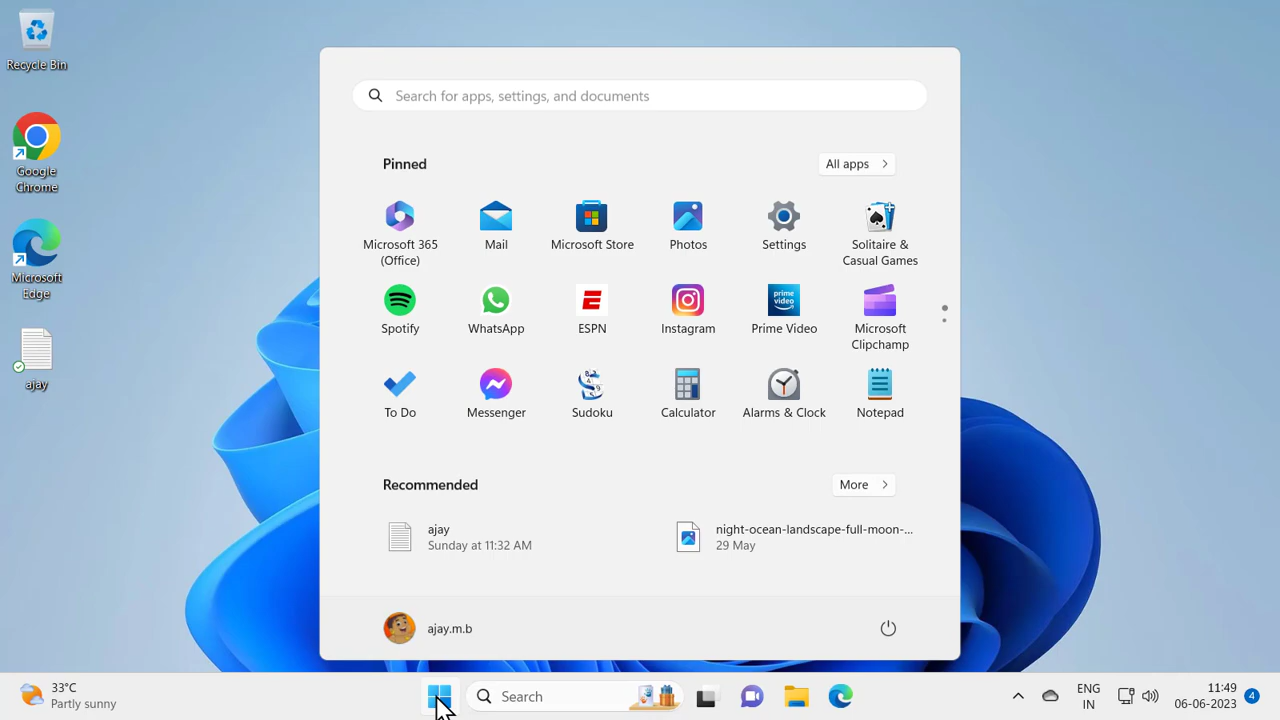 Recycle Bin
Google
Chrome
Microsoft
Edge
ajay
Search for apps, settings, and documents
Pinned
All apps
Microsoft 365
(Office)
Mail
Microsoft Store
Photos
Settings
Solitaire &
Casual Games
Spotify
WhatsApp
ESPN
Instagram
prime
video
Prime Video
Microsoft
Clipchamp
To Do
Messenger
Sudoku
Calculator
Alarms & Clock
Notepad
Recommended
More
ajay
Sunday at 11:32 AM
night-ocean-landscape-full-moon-...
29 May
ajay.m.b
33°C
Partly sunny
Search
ENG
IN
11:49
06-06-2023
4